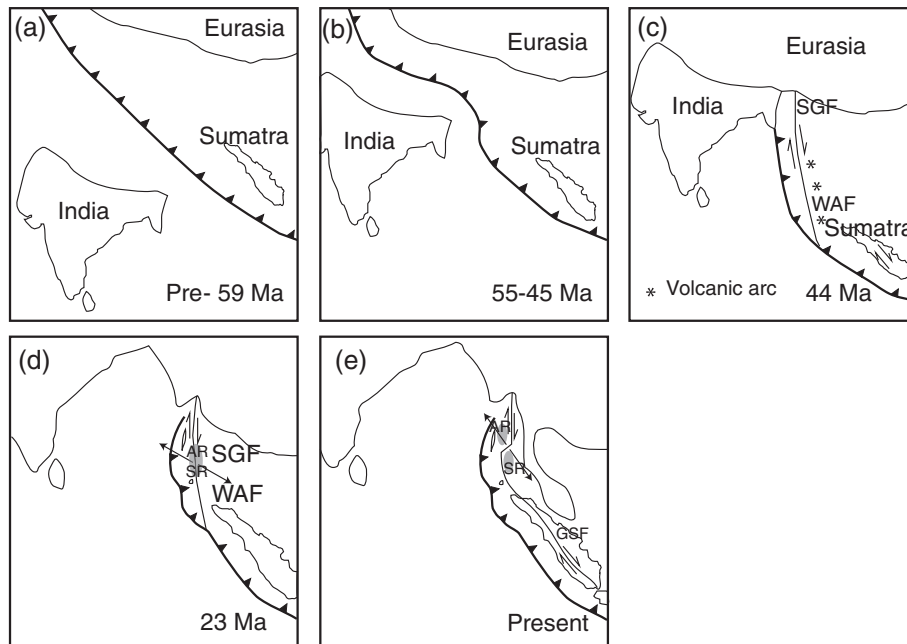 (a)
Eurasia
Sumatra
India
Pre- 59 Ma
(b)
Eurasia
India
Sumatra
55-45 Ma
(c)
Eurasia
India
SGF
*
*
WAF
*
Sumatra
* Volcanic arc
44 Ma
(d)
AR SGF
SR
WAF
23 Ma
(e)
AR
SR
GSF
Present